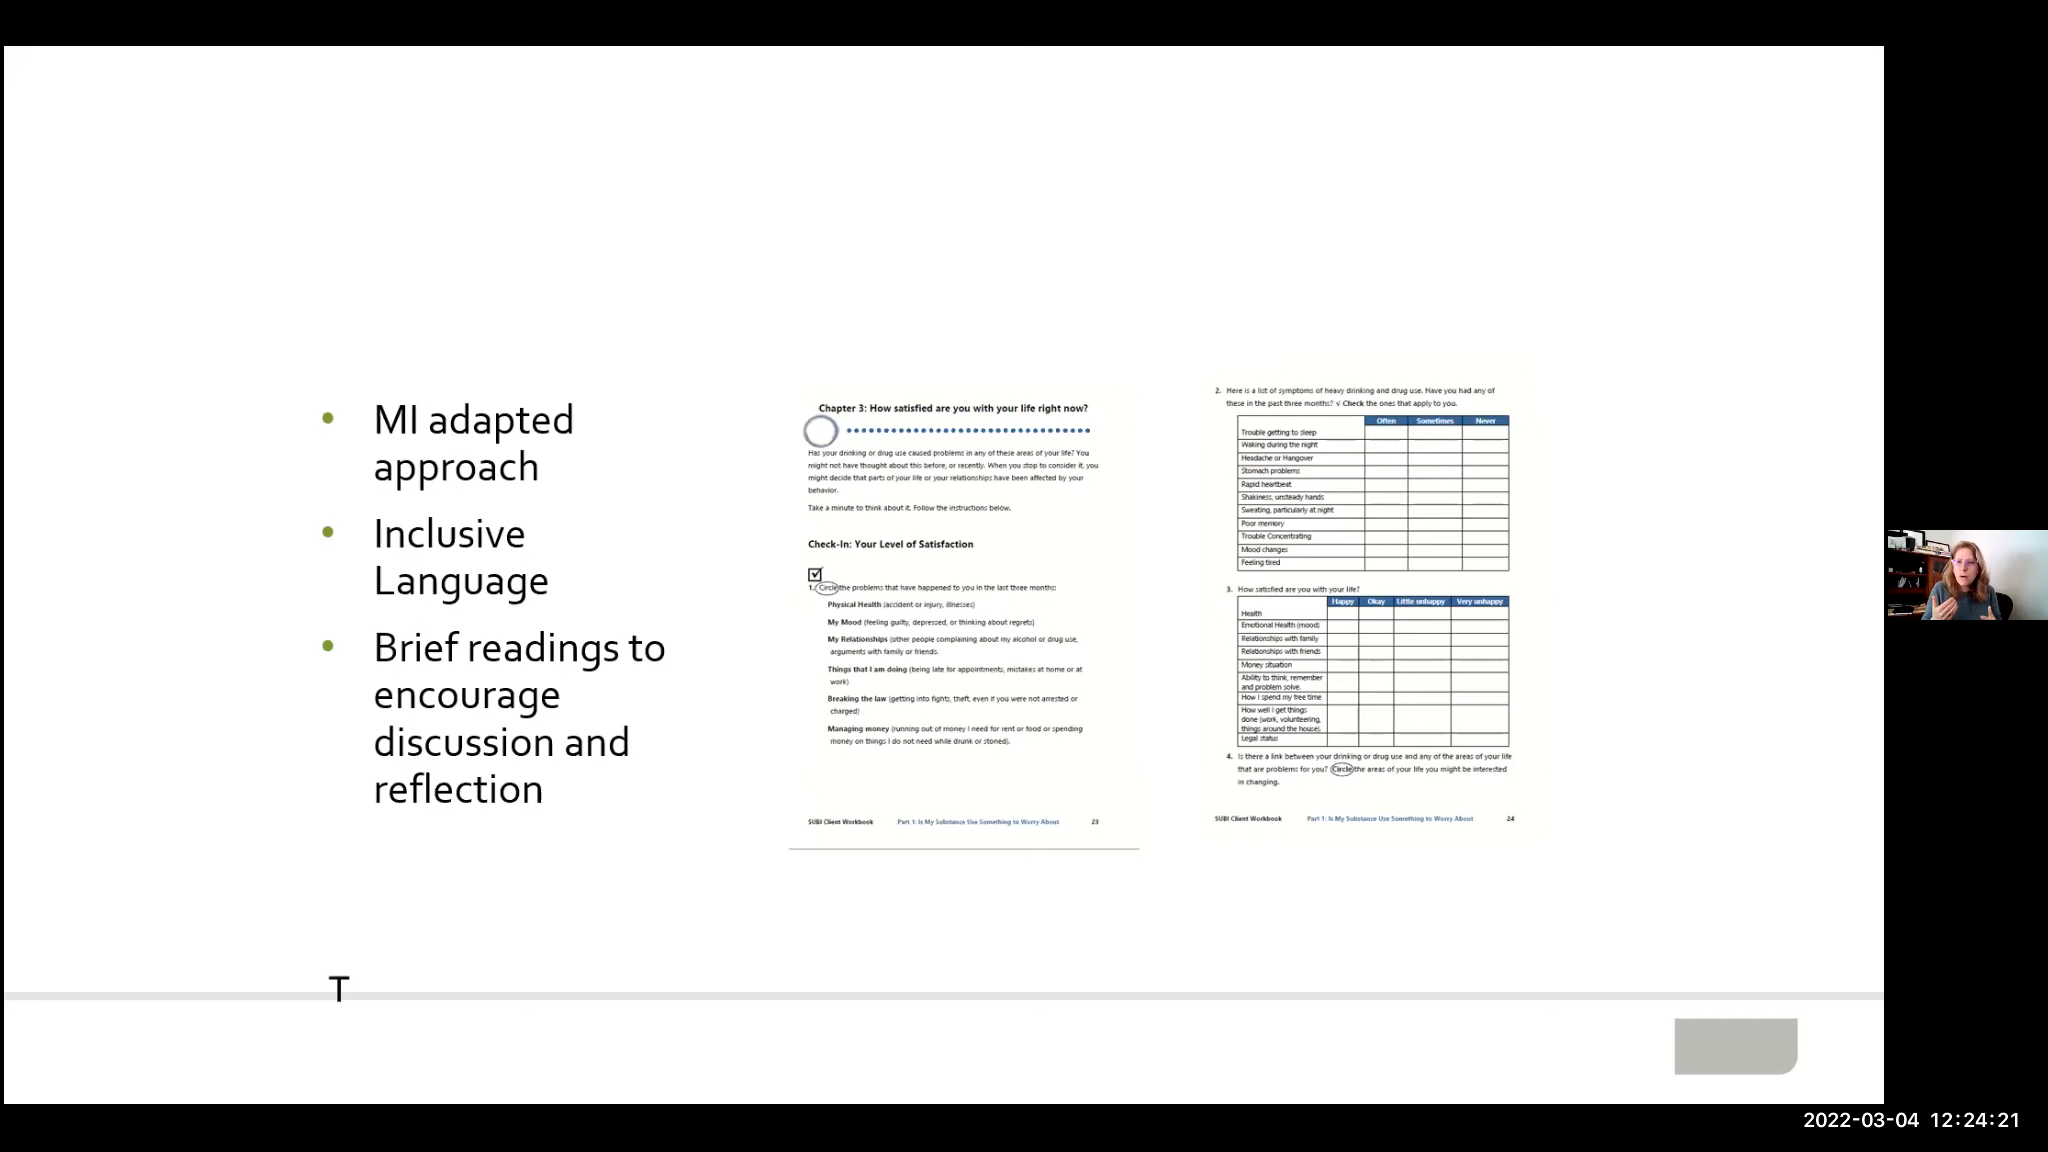 • MI adapted
approach
• Inclusive
Language
• Brief readings to
encourage
discussion and
reflection
T
Chapter 3: How satisfied are you with your life right now?
Has your drinking or drug use caused problems in any of these areas of your life? You
might not have thought about this before, or recently. When you stop to consider it, you
might decide that parts of your life or your relationships have been affected by your
behavior.
Take a minute to think about it. Follow the instructions below.
Check-In: Your Level of Satisfaction
1. Circle the problems that have happened to you in the last three months:
Physical Health (accident or injury, illnesses)
My Mood (feeling guilty, depressed, or thinking about regrets)
My Relationships (other people complaining about my alcohol or drug use,
arguments with family or friends.
Things that I am doing (being late for appointments, mistakes at home or at
work)
Breaking the law (getting into fights, theft, even if you were not arrested or
charged)
Managing money (running out of money I need for rent or food or spending
money on things I do not need while drunk or stoned).
SUBI Client Workbook Part 1: Is My Substance Use Something to Worry About 23
2. Here is a list of symptoms of heavy drinking and drug use. Have you had any of
these in the past three months? √ Check the ones that apply to you.
Often Sometimes Never
Trouble getting to sleep
Waking during the night
Headache or Hangover
Stomach problems
Rapid heartbeat
Shakiness, unsteady hands
Sweating, particularly at night
Poor memory
Trouble Concentrating
Mood changes
Feeling tired
3. How satisfied are you with your life?
Happy Okay Little unhappy Very unhappy
Health
Emotional Health (mood)
Relationships with family
Relationships with friends
Money situation
Ability to think, remember
and problem solve.
How I spend my free time
How well I get things
done (work, volunteering,
things around the house).
Legal status
4. Is there a link between your drinking or drug use and any of the areas of your life
that are problems for you? Circle the areas of your life you might be interested
in changing.
SUBI Client Workbook Part 1: Is My Substance Use Something to Worry About 24
2022-03-04 12:24:21